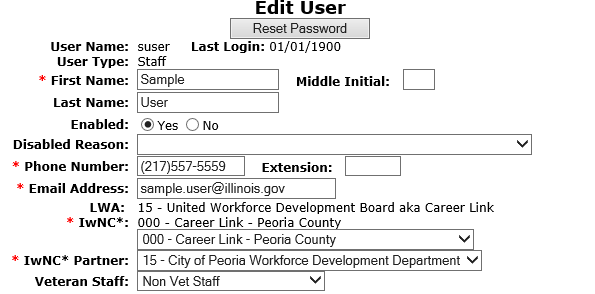 Edit User
Reset Password
User Name: suser Last Login: 01/01/1900
User Type: Staff
* First Name: Sample Middle Initial:
Last Name: User
Enabled: Yes No
Disabled Reason:
* Phone Number: (217)557-5559 Extension:
* Email Address: sample.user@illinois.gov
LWA: 15 - United Workforce Development Board aka Career Link
* IwNC*: 000 - Career Link - Peoria County
000 - Career Link - Peoria County
* IwNC* Partner: 15 - City of Peoria Workforce Development Department
Veteran Staff: Non Vet Staff